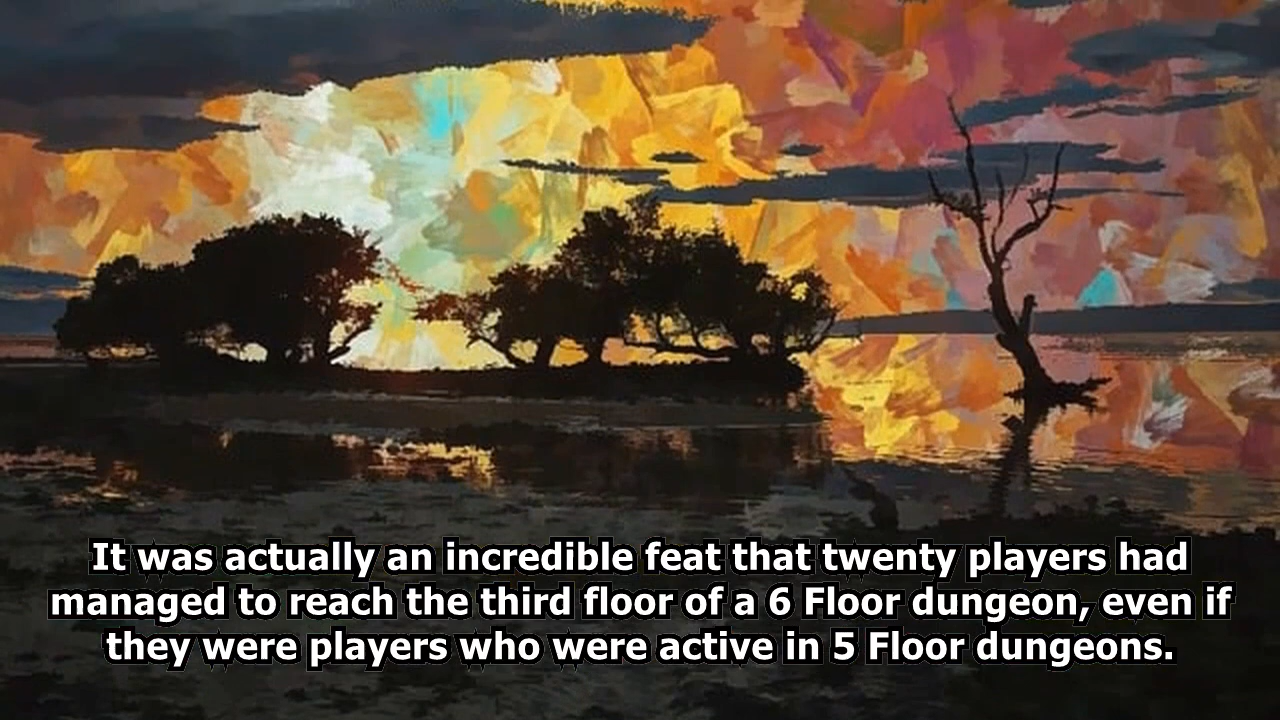 It was actually an incredible feat that twenty players had
managed to reach the third floor of a 6 Floor dungeon, even if
they were players who were active in 5 Floor dungeons.